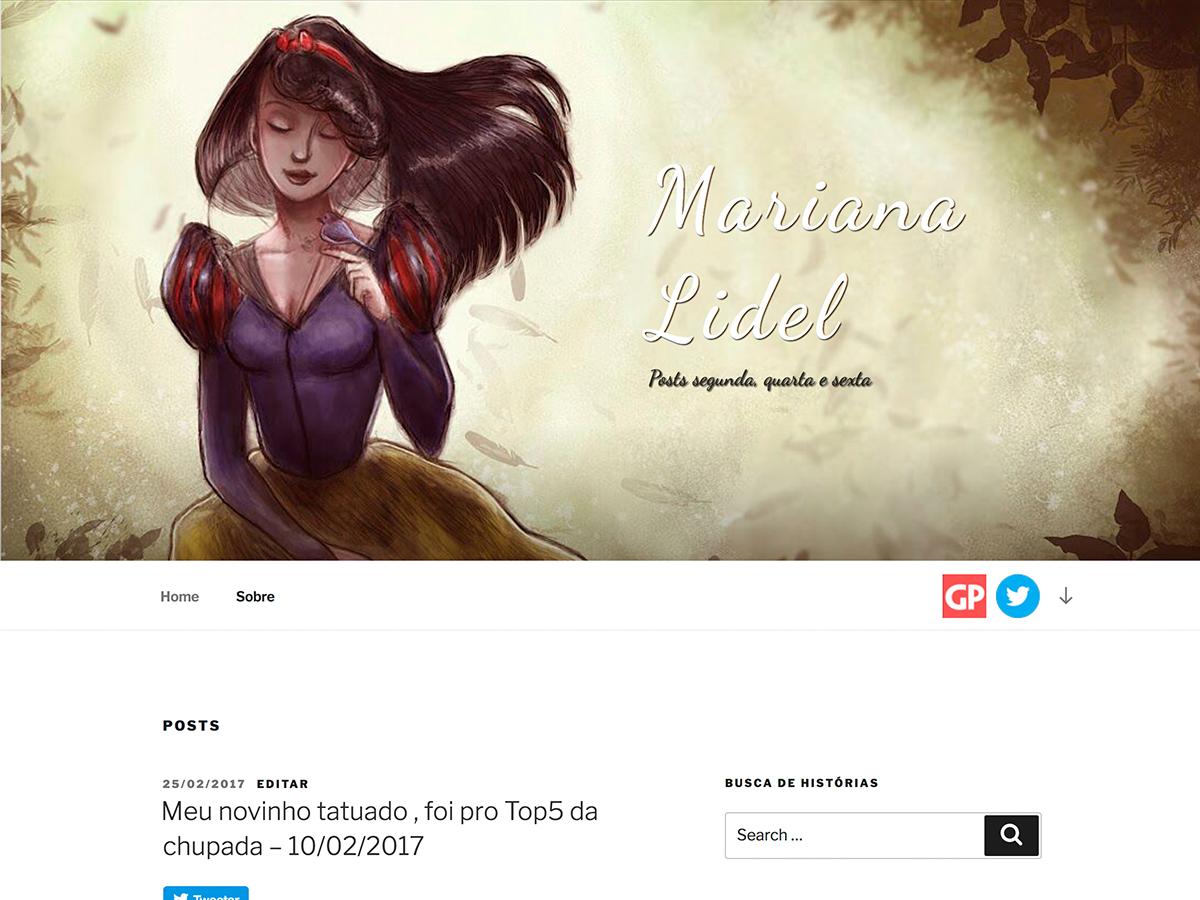 Mariana
Lidel
Posts segunda, quarta e sexta
Home
Sobre
GP
POSTS
25/02/2017 EDITAR
Meu novinho tatuado , foi pro Top5 da
chupada – 10/02/2017
Tweetar
BUSCA DE HISTÓRIAS
Search ...